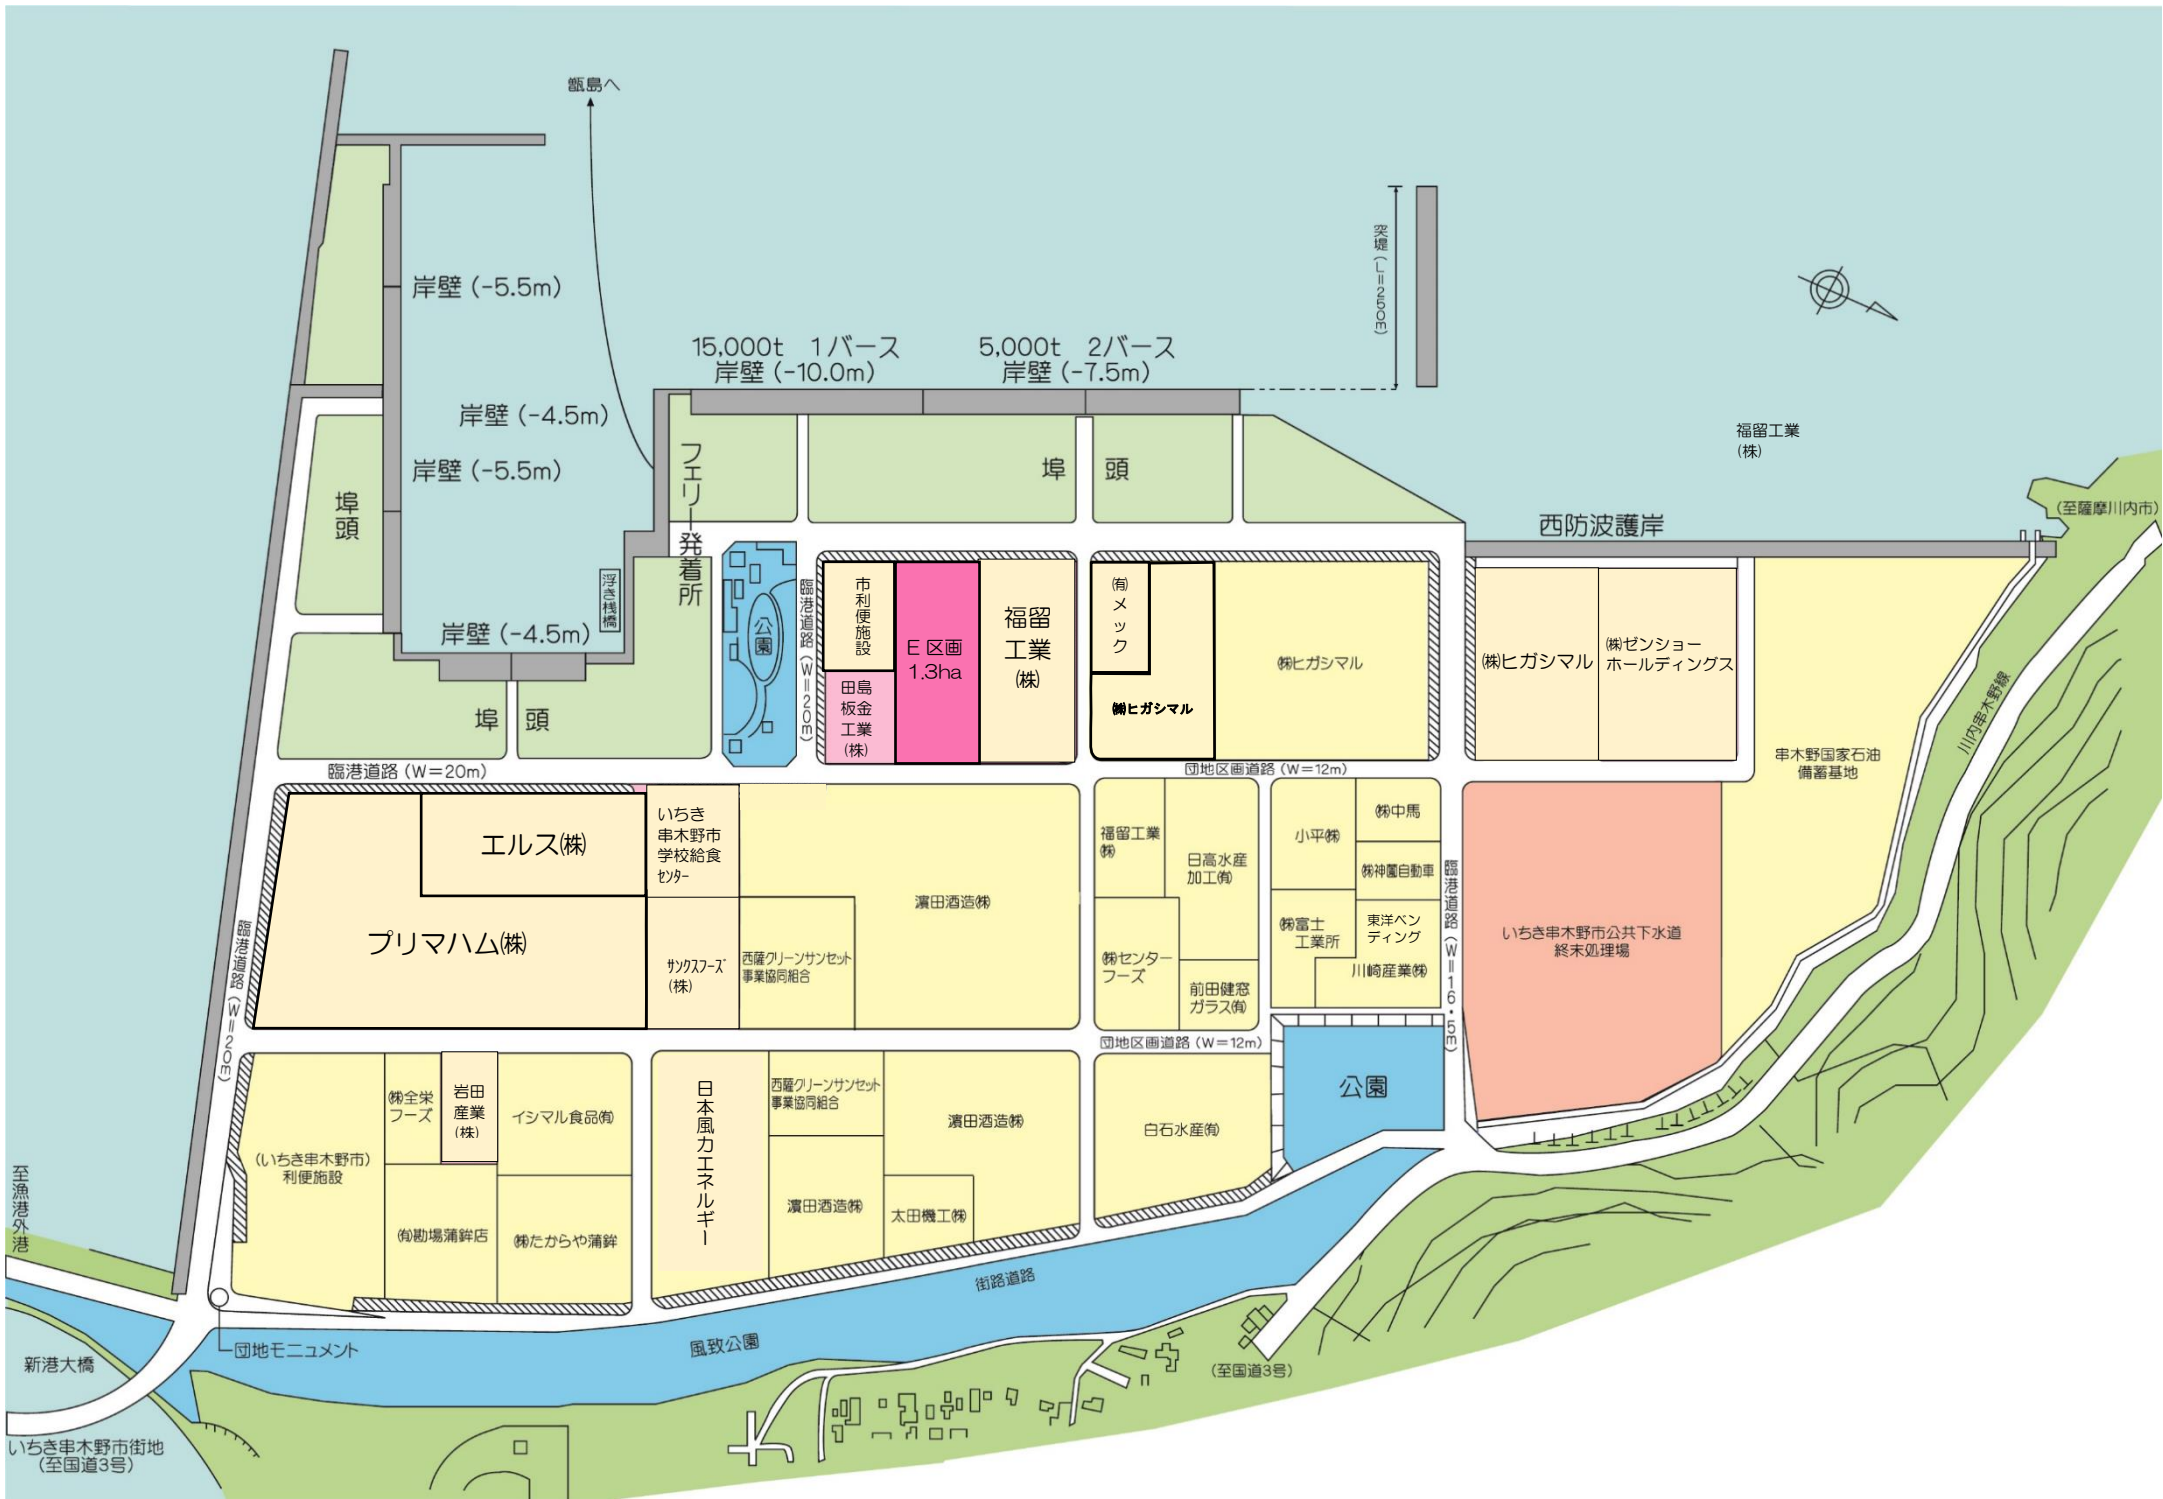 甑島へ
岸壁（-5.5m）
15,000t　1バース
岸壁（-10.0m）
5,000t　2バース
岸壁（-7.5m）
突堤（L=250m）
岸壁（-4.5m）
岸壁（-5.5m）
埠頭
フェリー発着所
浮き桟橋
岸壁（-4.5m）
埠　頭
埠　頭
福留工業
（株）
西防波護岸
（至薩摩川内市）
川内串木野線
公園
臨港道路（W=20m）
市利便施設
田島
板金
工業
（株）
E 区画
1.3ha
福留
工業
（株）
㈲メック
㈱ヒガシマル
㈱ヒガシマル
㈱ヒガシマル
㈱ゼンショー
ホールディングス
串木野国家石油
備蓄基地
臨港道路（W=20m）
団地区画道路（W=12m）
エルス㈱
プリマハム㈱
いちき
串木野市
学校給食
ｾﾝﾀｰ
ｻﾝｸｽﾌｰｽﾞ
（株）
西薩グリーンサンセット
事業協同組合
濵田酒造㈱
福留工業
㈱
日高水産
加工㈲
㈱センター
フーズ
前田健窓
ガラス㈲
小平㈱
㈱中馬
㈱神薗自動車
㈱富士
工業所
東洋ベン
ディング
川崎産業㈱
臨港道路（W=16・5m）
いちき串木野市公共下水道
終末処理場
臨港道路（W=20m）
団地区画道路（W=12m）
（いちき串木野市）
利便施設
㈱全栄
フーズ
岩田
産業
（株）
イシマル食品㈲
㈲勘場蒲鉾店
㈱たからや蒲鉾
日本風力エネルギー
西薩グリーンサンセット
事業協同組合
濵田酒造㈱
濵田酒造㈱
太田機工㈱
白石水産㈲
公園
街路道路
風致公園
至漁港外港
団地モニュメント
新港大橋
いちき串木野市街地
（至国道3号）
（至国道3号）